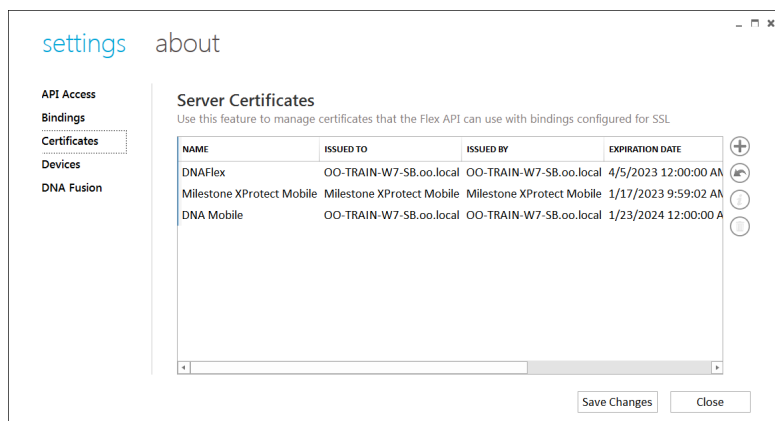 settings about
API Access
Bindings
Certificates
Devices
DNA Fusion
Server Certificates
Use this feature to manage certificates that the Flex API can use with bindings configured for SSL
NAME ISSUED TO ISSUED BY EXPIRATION DATE
DNAFlex OO-TRAIN-W7-SB.oo.local OO-TRAIN-W7-SB.oo.local 4/5/2023 12:00:00 AM
Milestone XProtect Mobile Milestone XProtect Mobile Milestone XProtect Mobile 1/17/2023 9:59:02 AM
DNA Mobile OO-TRAIN-W7-SB.oo.local OO-TRAIN-W7-SB.oo.local 1/23/2024 12:00:00 A
Save Changes Close